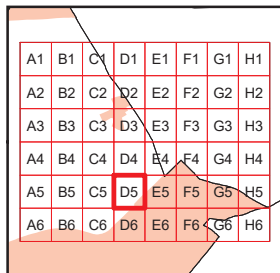 A1 B1 C1 D1 E1 F1 G1 H1
A2 B2 C2 D2 E2 F2 G2 H2
A3 B3 C3 D3 E3 F3 G3 H3
A4 B4 C4 D4 E4 F4 G4 H4
A5 B5 C5 D5 E5 F5 G5 H5
A6 B6 C6 D6 E6 F6 G6 H6